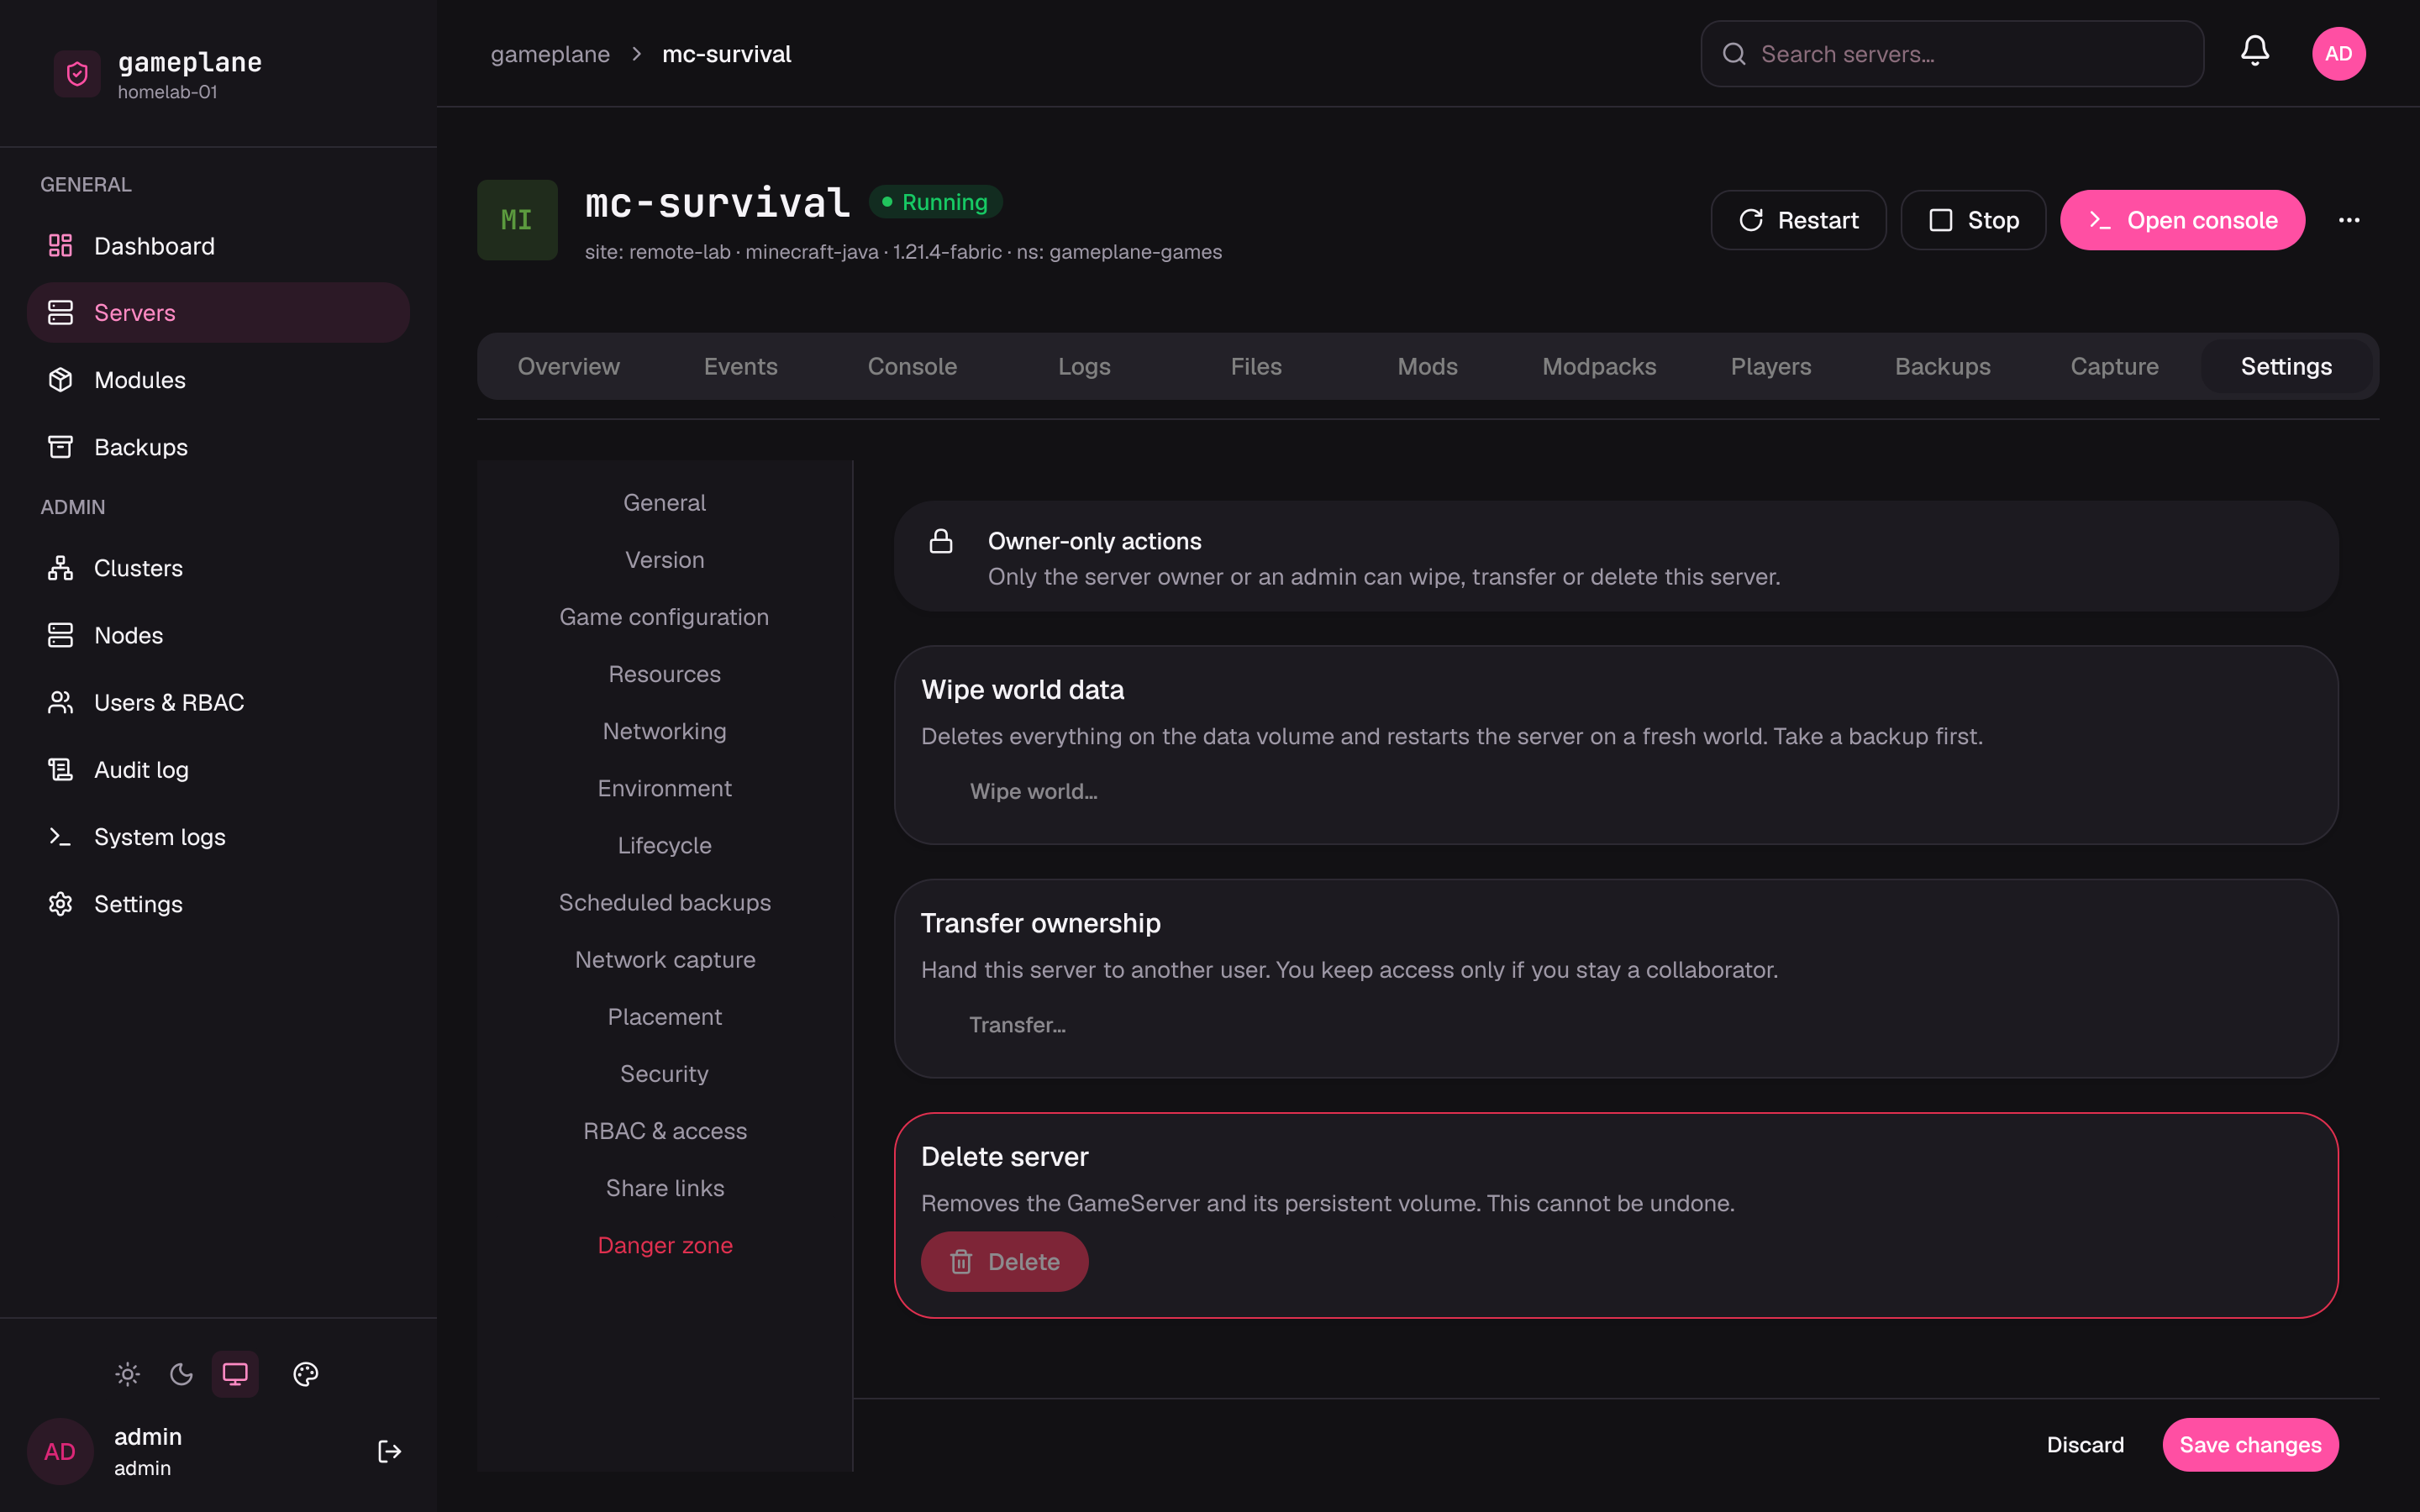 gameplane
homelab-01
GENERAL
Dashboard
Servers
Modules
Backups
ADMIN
Clusters
Nodes
Users & RBAC
Audit log
System logs
Settings
AD
admin
admin
gameplane > mc-survival
Search servers...
AD
MI
mc-survival
Running
site: remote-lab · minecraft-java · 1.21.4-fabric · ns: gameplane-games
Restart
Stop
Open console
Overview
Events
Console
Logs
Files
Mods
Modpacks
Players
Backups
Capture
Settings
General
Version
Game configuration
Resources
Networking
Environment
Lifecycle
Scheduled backups
Network capture
Placement
Security
RBAC & access
Share links
Danger zone
Owner-only actions
Only the server owner or an admin can wipe, transfer or delete this server.
Wipe world data
Deletes everything on the data volume and restarts the server on a fresh world. Take a backup first.
Wipe world...
Transfer ownership
Hand this server to another user. You keep access only if you stay a collaborator.
Transfer...
Delete server
Removes the GameServer and its persistent volume. This cannot be undone.
Delete
Discard
Save changes